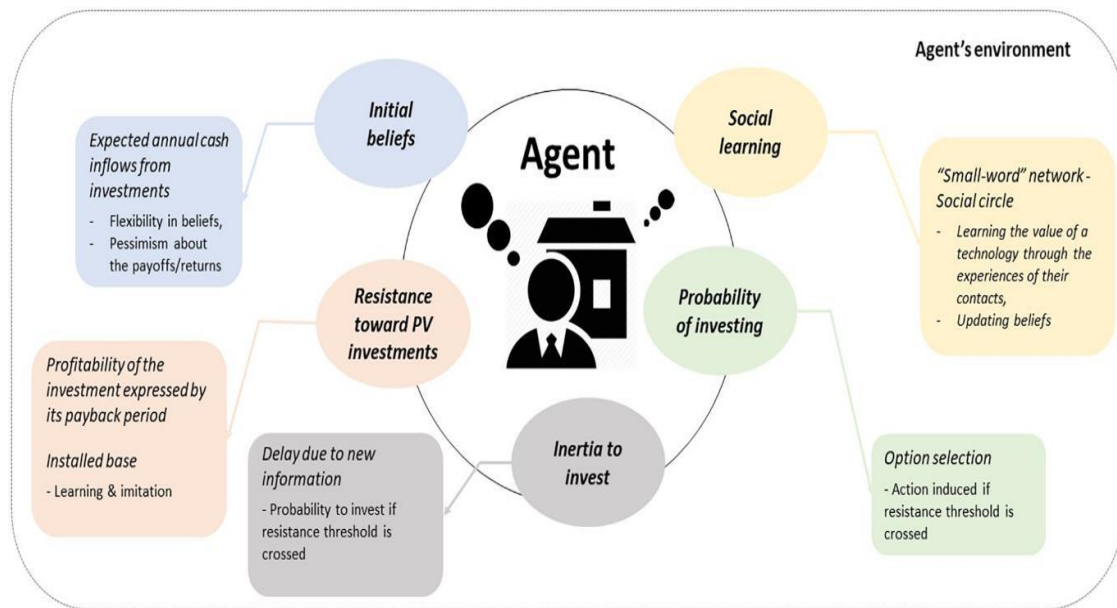 Agent's environment
Initial
beliefs
Social
learning
Agent
Expected annual cash
inflows from
investments
- Flexibility in beliefs,
- Pessimism about
the payoffs/returns
"Small-word" network -
Social circle
- Learning the value of a
technology through the
experiences of their
contacts,
- Updating beliefs
Resistance
toward PV
investments
Probability
of investing
Profitability of the
investment expressed by
its payback period
Installed base
- Learning & imitation
Inertia to
invest
Delay due to new
information
- Probability to invest if
resistance threshold is
crossed
Option selection
- Action induced if
resistance threshold is
crossed